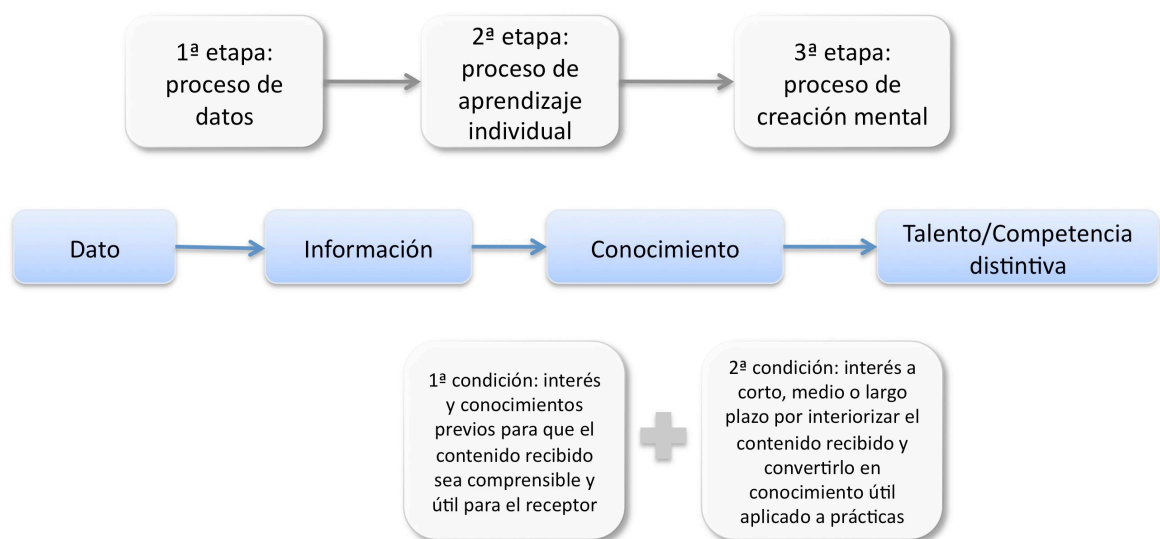 1ª etapa:
proceso de
datos
2ª etapa:
proceso de
aprendizaje
individual
3ª etapa:
proceso de
creación mental
Dato
Información
Conocimiento
Talento/Competencia
distintiva
1ª condición: interés
y conocimientos
previos para que el
contenido recibido
sea comprensible y
útil para el receptor
2ª condición: interés a
corto, medio o largo
plazo por interiorizar el
contenido recibido y
convertirlo en
conocimiento útil
aplicado a prácticas